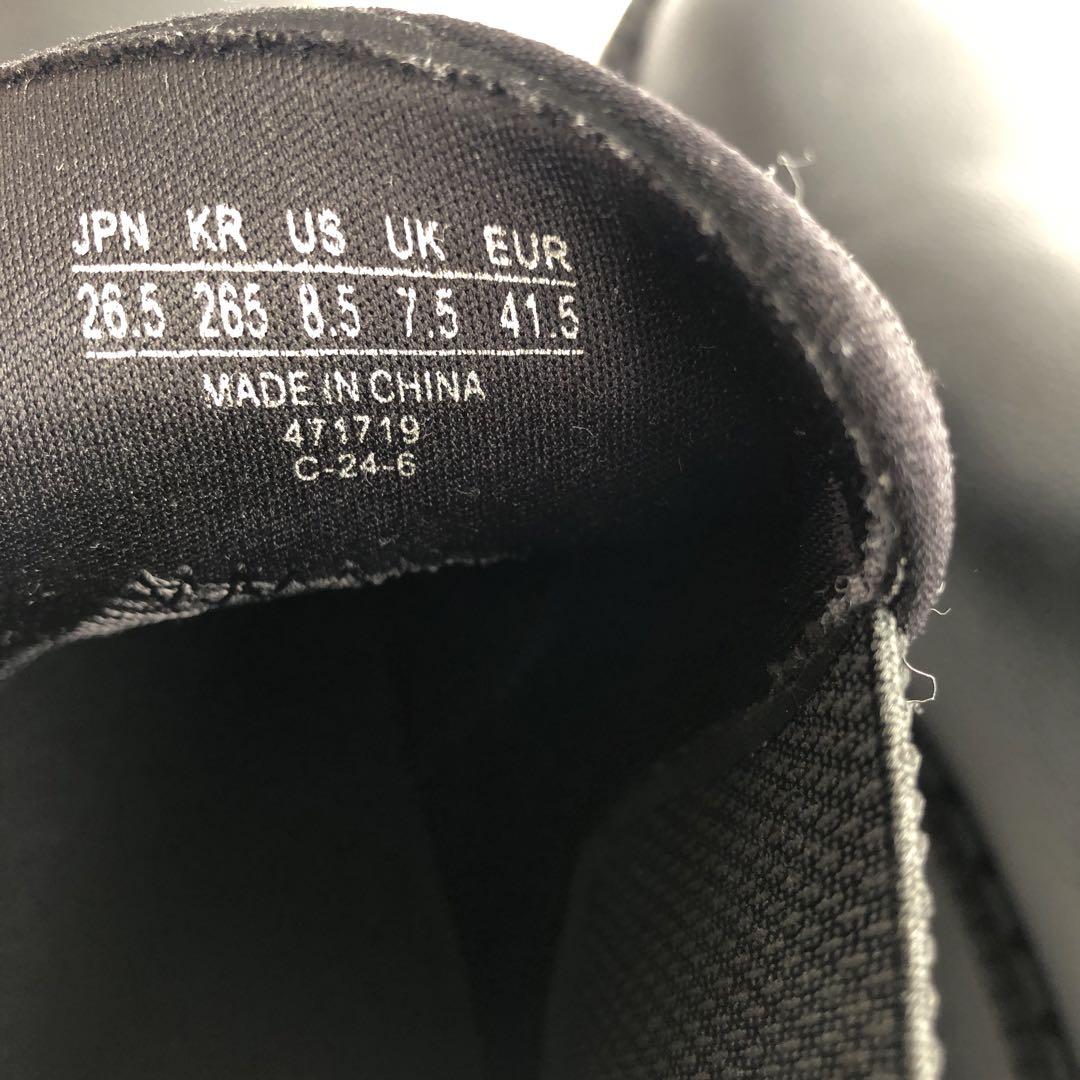 JPN KR US UK EUR
26.5 265 8.5 7.5 41.5
MADE IN CHINA
471719
C-24-6